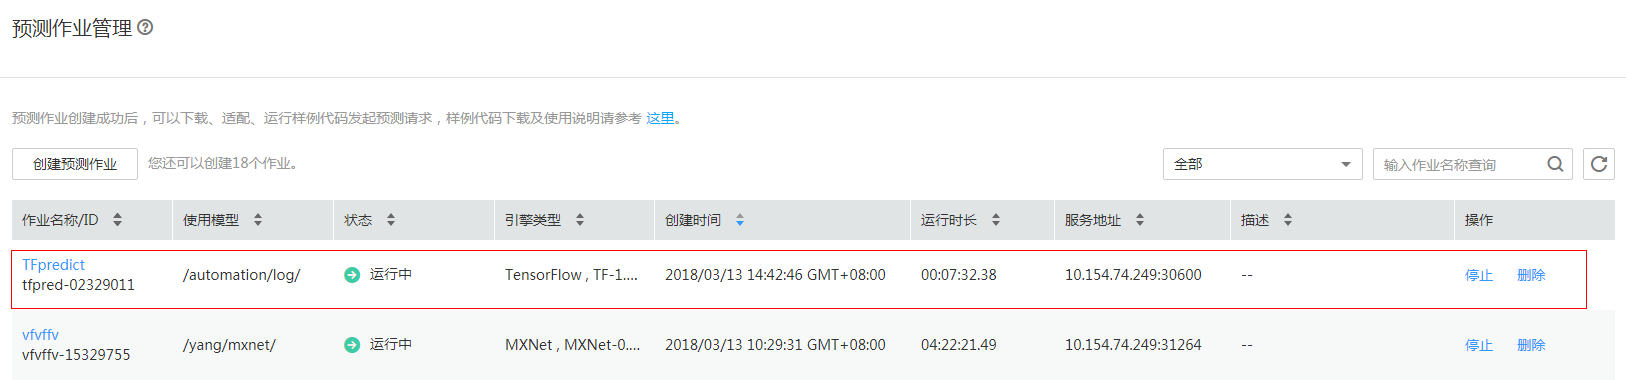 预测作业管理
预测作业创建成功后，可以下载、适配、运行样例代码发起预测请求，样例代码下载及使用说明请参考 这里。
创建预测作业 您还可以创建18个作业。 全部 输入作业名称查询
作业名称/ID 使用模型 状态 引擎类型 创建时间 运行时长 服务地址 描述 操作
TFpredict
tfpred-02329011 /automation/log/ 运行中 TensorFlow , TF-1.... 2018/03/13 14:42:46 GMT+08:00 00:07:32.38 10.154.74.249:30600 -- 停止 删除
vfvffv
vfvffv-15329755 /yang/mxnet/ 运行中 MXNet , MXNet-0.... 2018/03/13 10:29:31 GMT+08:00 04:22:21.49 10.154.74.249:31264 -- 停止 删除